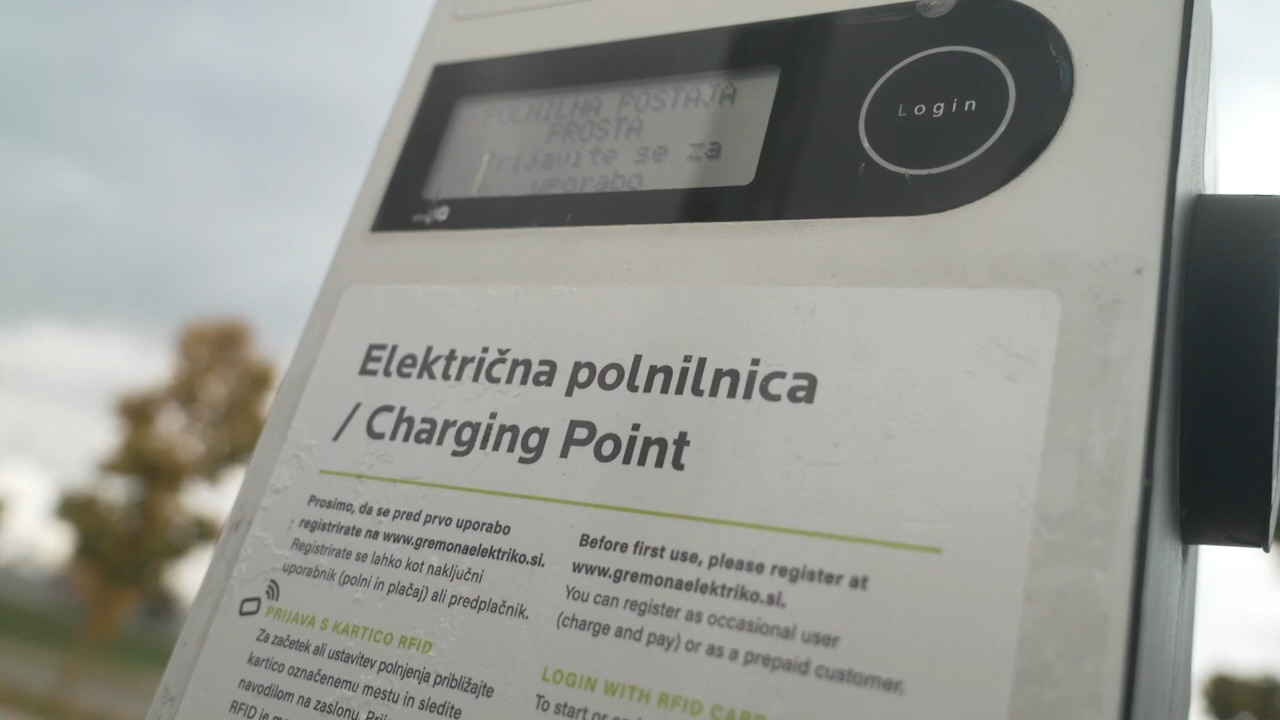 POLNILNA POSTAJA
PROSTA
Prijavite se za
uporabo
Login
Električna polnilnica
/ Charging Point
Prosimo, da se pred prvo uporabo
registrirate na www.gremonaelektriko.si.
Registrirate se lahko kot naključni
uporabnik (polni in plačaj) ali predplačnik.
PRIJAVA S KARTICO RFID
Za začetek ali ustavitev polnjenja približajte
kartico označenemu mestu in sledite
navodilom na zaslonu.
RFID je
Before first use, please register at
www.gremonaelektriko.si.
You can register as occasional user
(charge and pay) or as a prepaid customer.
LOGIN WITH RFID CARD
To start or